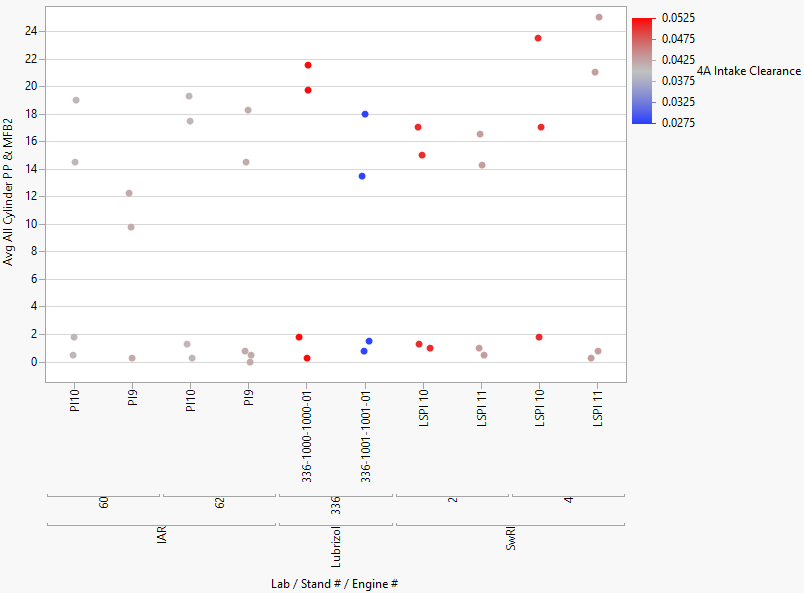 24
22
20
18
16
14
12
10
8
6
4
2
0
Avg All Cylinder PP & MFB2
0.0525
0.0475
0.0425
0.0375
0.0325
0.0275
4A Intake Clearance
PI10
PI9
PI10
PI9
336-1000-1000-01
336-1001-1001-01
LSPI 10
LSPI 11
LSPI 10
LSPI 11
60
62
336
2
4
IAR
Lubrizol
SwRI
Lab / Stand # / Engine #